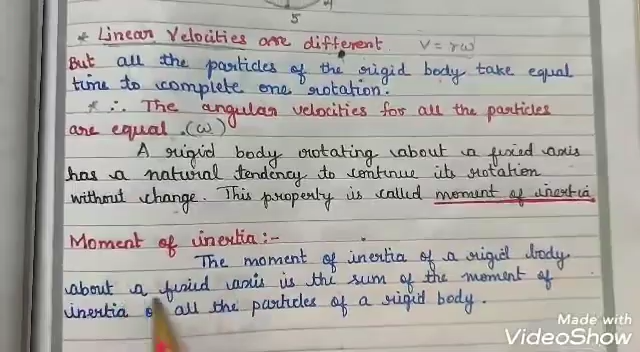 5
* Linear Velocities are different V = rω
But all the particles of the rigid body take equal
time to complete one rotation.
* ∴ The angular velocities for all the particles
are equal. (ω)
A rigid body rotating about a fixed axis
has a natural tendency to continue its rotation
without change. This property is called moment of inertia.
Moment of inertia:-
The moment of inertia of a rigid body
about a fixed axis is the sum of the moment of
inertia of all the particles of a rigid body.
Made with
VideoShow